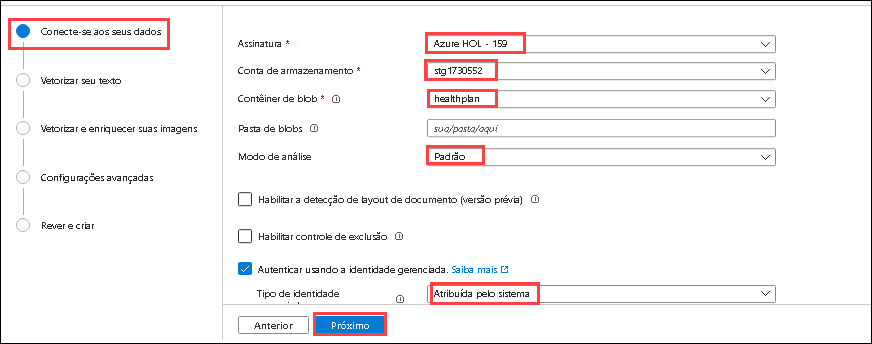 Conecte-se aos seus dados
Vetorizar seu texto
Vetorizar e enriquecer suas imagens
Configurações avançadas
Rever e criar
Assinatura *
Azure HOL - 159
Conta de armazenamento *
stg1730552
Contêiner de blob *
healthplan
Pasta de blobs
sua/pasta/aqui
Modo de análise
Padrão
Habilitar a detecção de layout de documento (versão prévia)
Habilitar controle de exclusão
Autenticar usando a identidade gerenciada. Saiba mais
Tipo de identidade
Atribuída pelo sistema
Anterior
Próximo